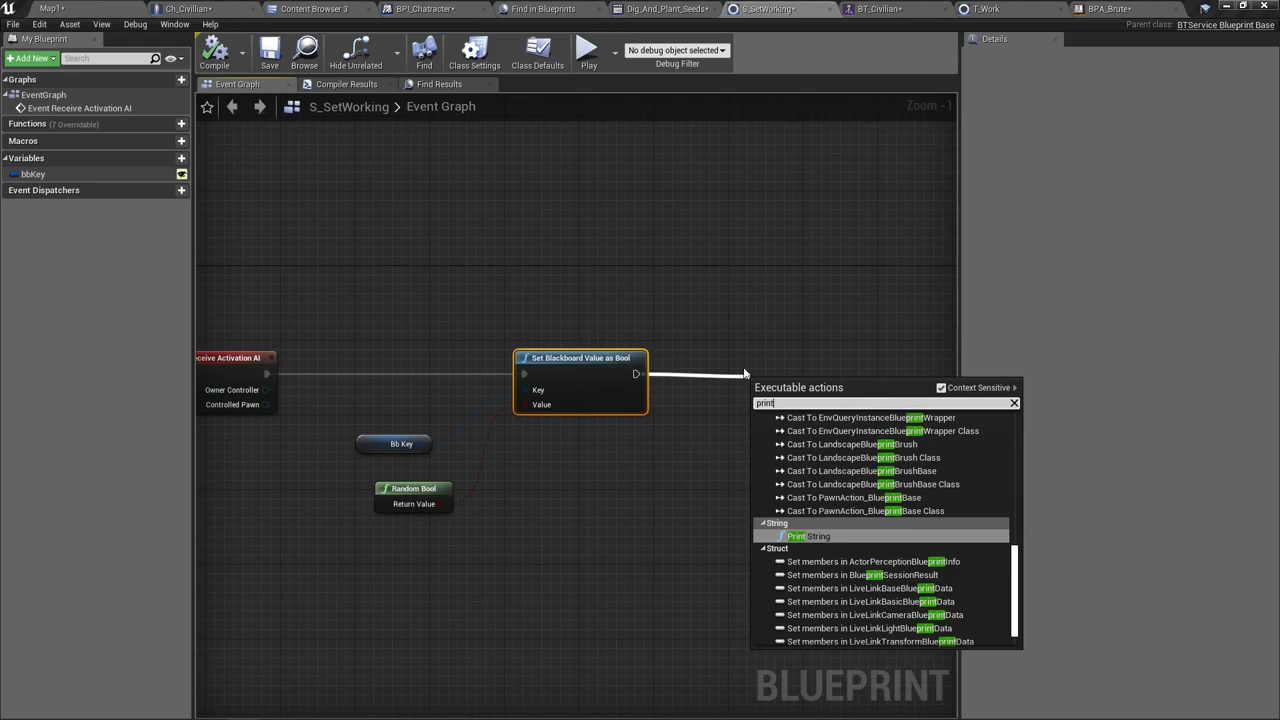 Map1•
Ch_Civilian•
Content Browser 3
BPI_Chatracter•
Find in Blueprints
Dig_And_Plant_Seeds•
S_SetWorking•
BT_Civilian•
T_Work
BPA_Brute•
File Edit Asset View Debug Window Help
Parent class: BTService Blueprint Base
My Blueprint
Add New
Search
Graphs
EventGraph
Event Receive Activation AI
Functions (7 Overridable)
Macros
Variables
bbKey
Event Dispatchers
Compile
Save
Browse
Hide Unrelated
Find
Class Settings
Class Defaults
Play
No debug object selected
Debug Filter
Details
Event Graph
Compiler Results
Find Results
S_SetWorking > Event Graph
Zoom -1
eceive Activation AI
Owner Controller
Controlled Pawn
Set Blackboard Value as Bool
Key
Value
Bb Key
Random Bool
Return Value
Executable actions
Context Sensitive
print
Cast To EnvQueryInstanceBlueprintWrapper
Cast To EnvQueryInstanceBlueprintWrapper Class
Cast To LandscapeBlueprintBrush
Cast To LandscapeBlueprintBrush Class
Cast To LandscapeBlueprintBrushBase
Cast To LandscapeBlueprintBrushBase Class
Cast To PawnAction_BlueprintBase
Cast To PawnAction_BlueprintBase Class
String
Print String
Struct
Set members in ActorPerceptionBlueprintInfo
Set members in BlueprintSessionResult
Set members in LiveLinkBaseBlueprintData
Set members in LiveLinkBasicBlueprintData
Set members in LiveLinkCameraBlueprintData
Set members in LiveLinkLightBlueprintData
Set members in LiveLinkTransformBlueprintData
BLUEPRINT